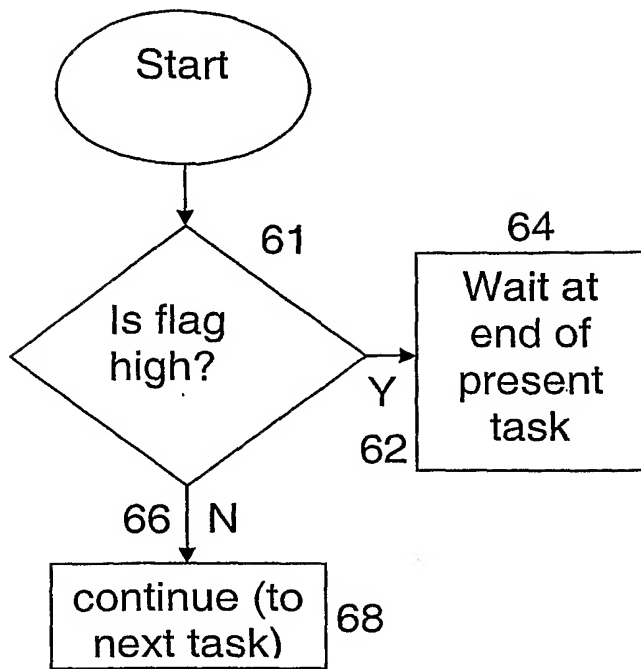 Start
61
Is flag
high?
Y
62
64
Wait at
end of
present
task
66
N
continue (to
next task)
68